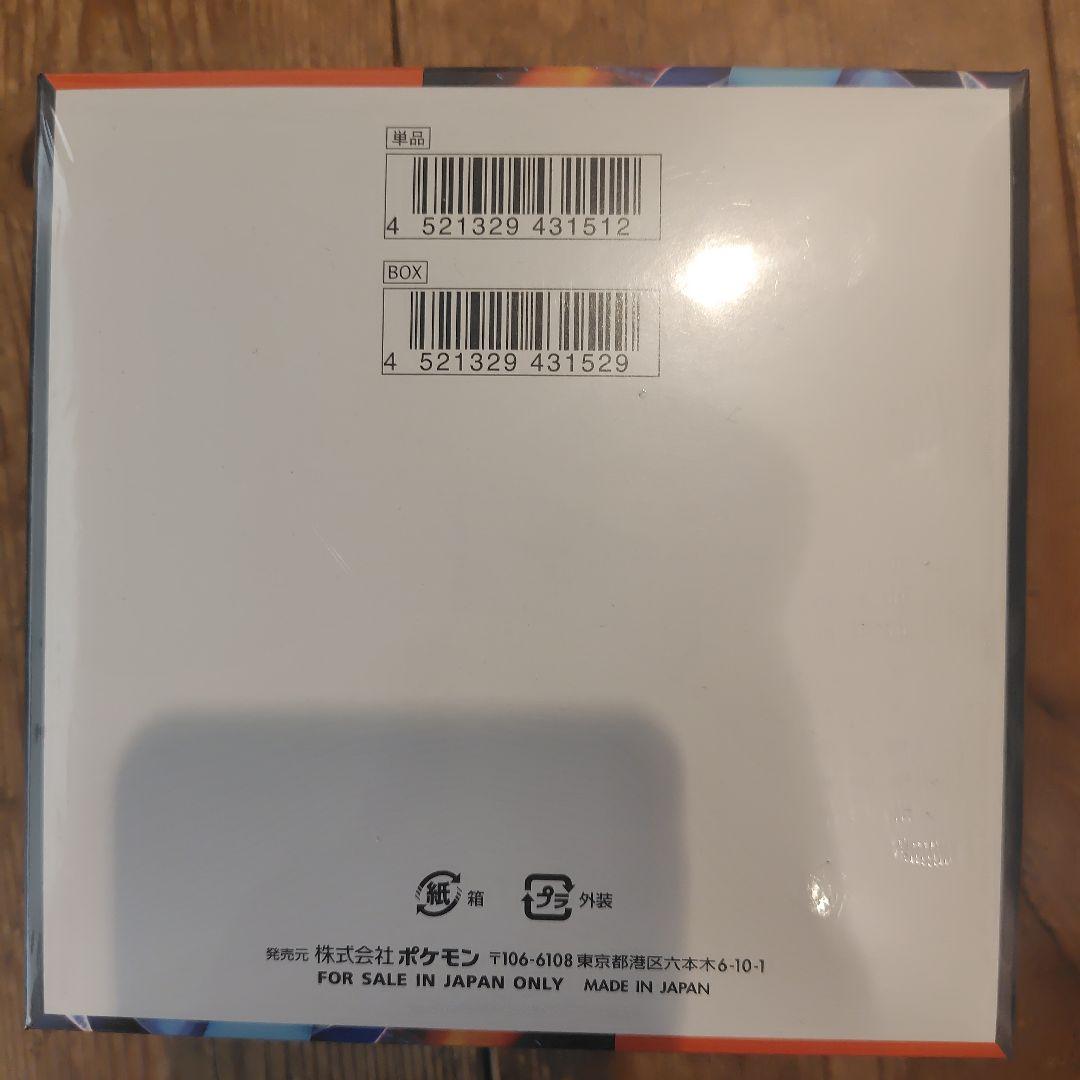 単品
4 521329 431512
BOX
4 521329 431529
紙 箱 プラ 外装
発売元 株式会社 ポケモン 〒106-6108 東京都港区六本木6-10-1
FOR SALE IN JAPAN ONLY MADE IN JAPAN